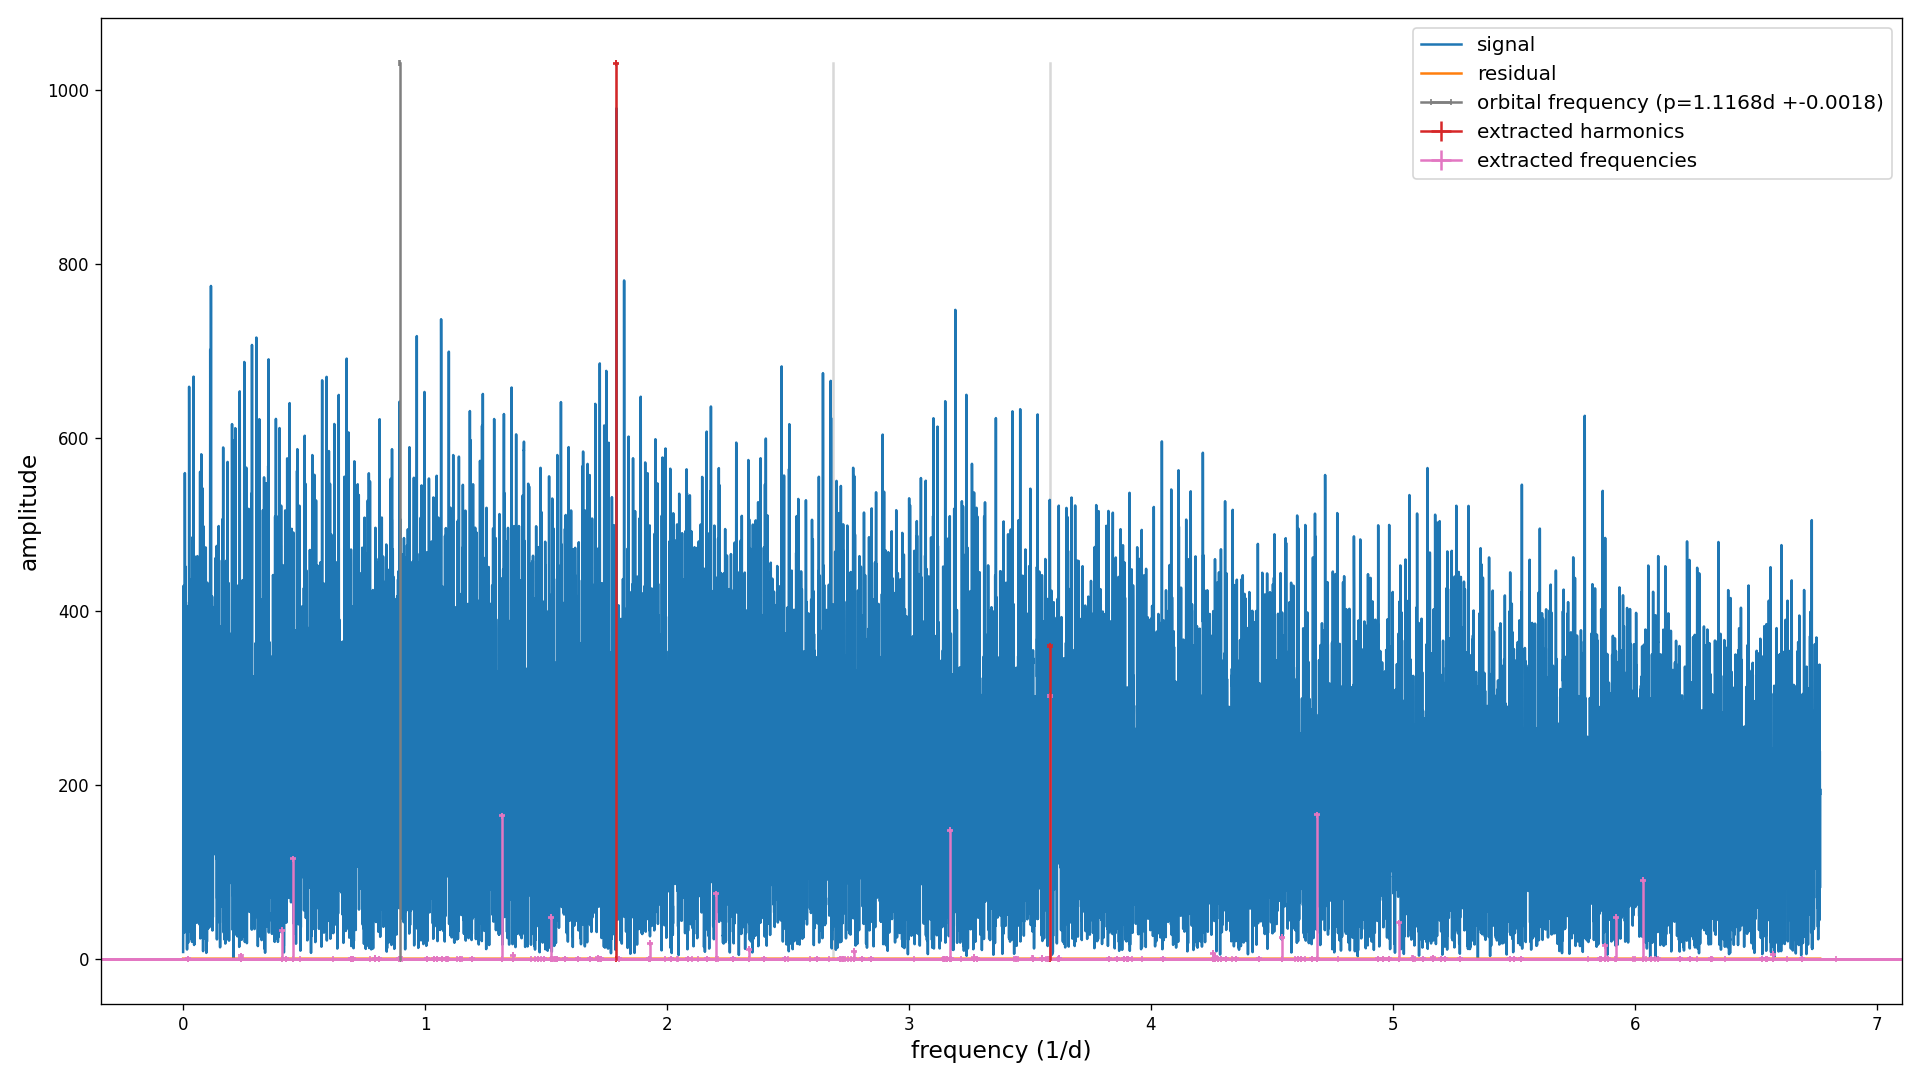 signal
residual
orbital frequency (p=1.1168d +-0.0018)
extracted harmonics
extracted frequencies
amplitude
1000
800
600
400
200
0
0 1 2 3 4 5 6 7
frequency (1/d)